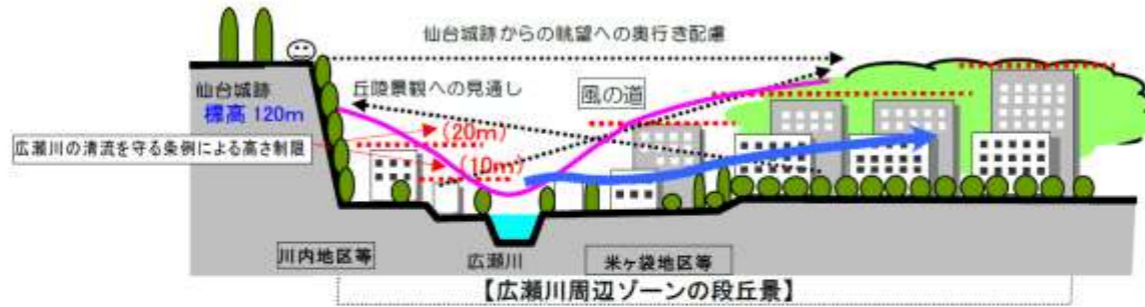 仙台城跡からの眺望への奥行き配慮
仙台城跡
標高 120m
丘陵景観への見通し
風の道
広瀬川の清流を守る条例による高さ制限
(20m)
(10m)
川内地区等
広瀬川
米ヶ袋地区等
【広瀬川周辺ゾーンの段丘景】